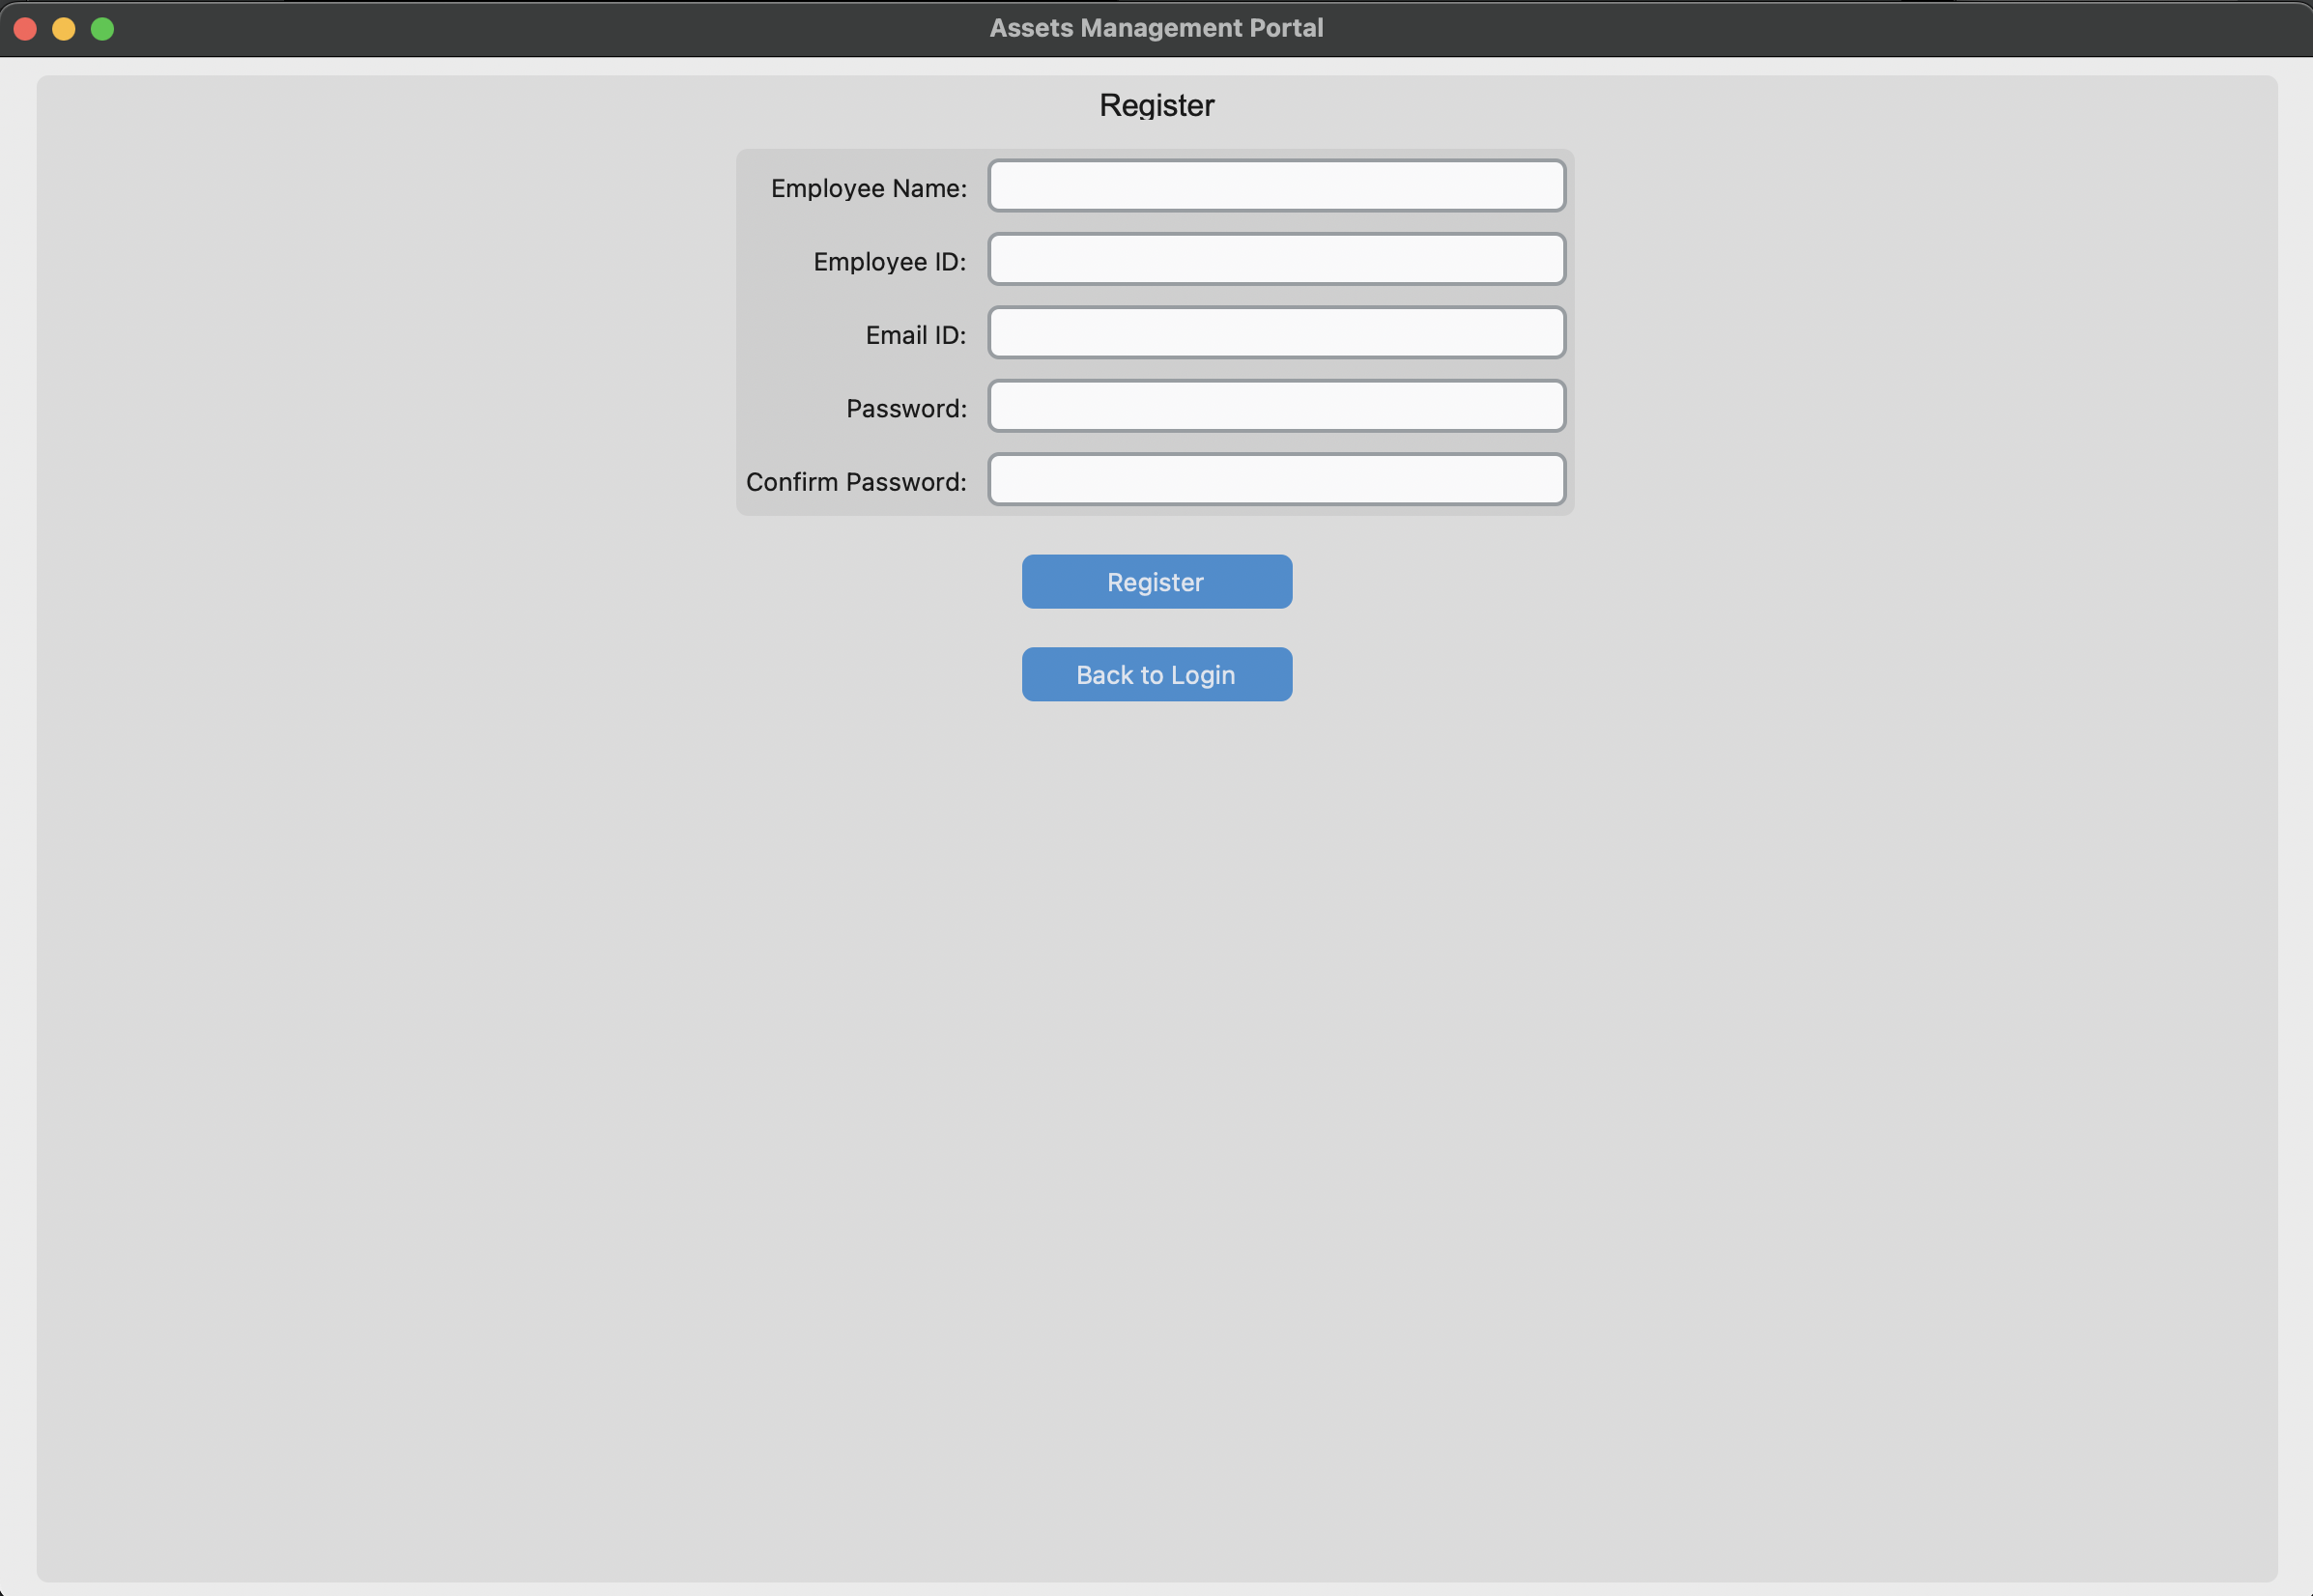 Assets Management Portal
Register
Employee Name:
Employee ID:
Email ID:
Password:
Confirm Password:
Register
Back to Login